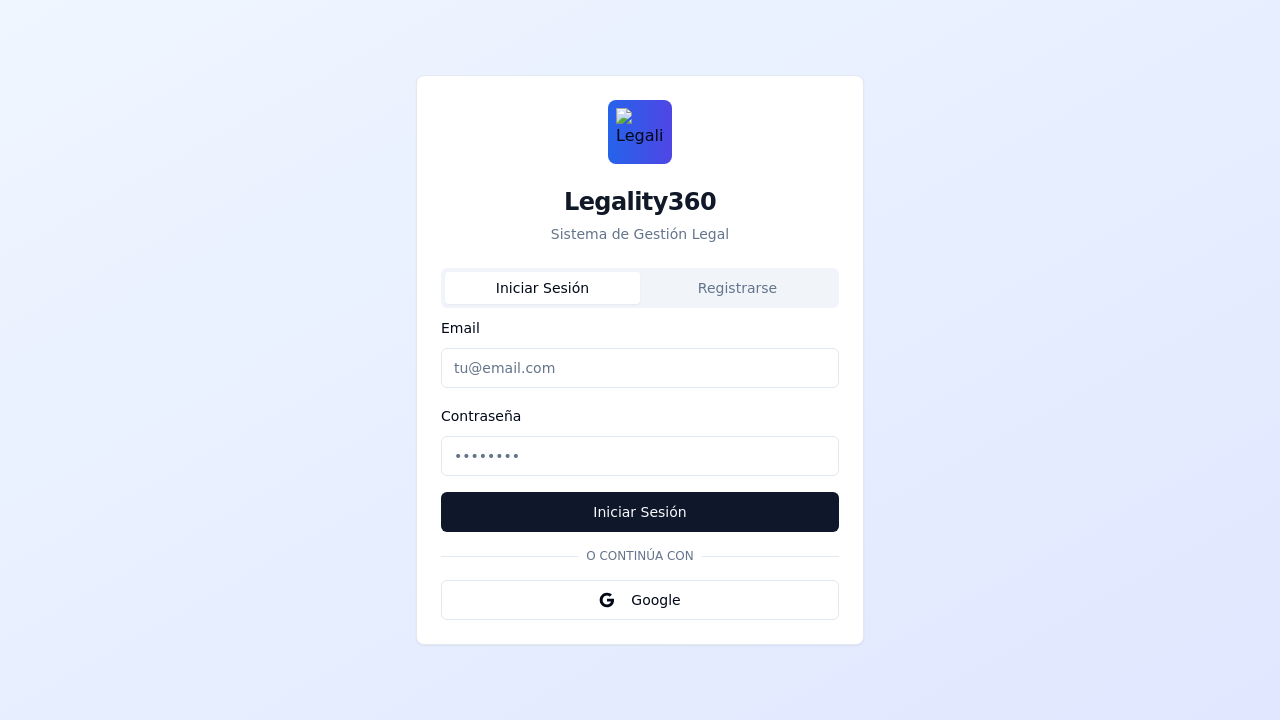 Legali
Legality360
Sistema de Gestión Legal
Iniciar Sesión
Registrarse
Email
tu@email.com
Contraseña
••••••••
Iniciar Sesión
O CONTINÚA CON
Google